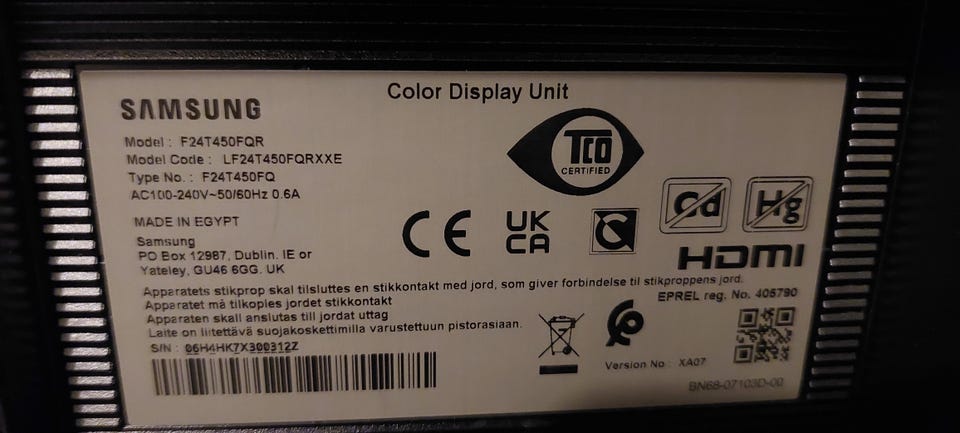 Color Display Unit
SAMSUNG
Model : F24T450FQR
Model Code : LF24T450FQRXXE
Type No. : F24T450FQ
AC100-240V~50/60Hz 0.6A
MADE IN EGYPT
Samsung
PO Box 12987, Dublin. IE or
Yateley, GU46 6GG. UK
TCO
CERTIFIED
CE
UK
CA
Cd
Hg
HDMI
Apparatets stikprop skal tilsluttes en stikkontakt med jord, som giver forbindelse til stikproppens jord.
Apparatet må tilkoples jordet stikkontakt
Apparaten skall anslutas till jordat uttag
Laite on liitettävä suojakoskettimilla varustettuun pistorasiaan.
EPREL reg. No. 405790
S/N : 06H4HK7X300312Z
Version No : XA07
BN68-07103D-00